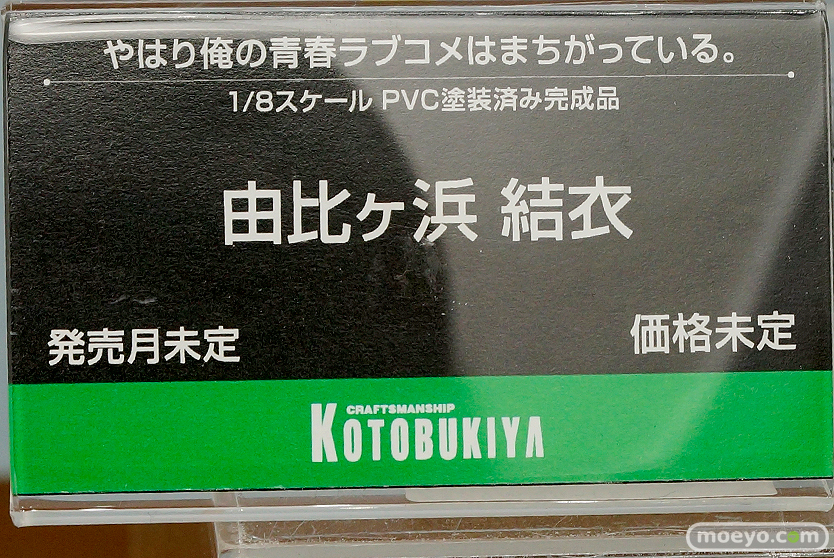 やはり俺の青春ラブコメはまちがっている。
1/8スケール PVC塗装済み完成品
由比ヶ浜 結衣
発売月未定
価格未定
CRAFTSMANSHIP
KOTOBUKIYA
moeyo.com